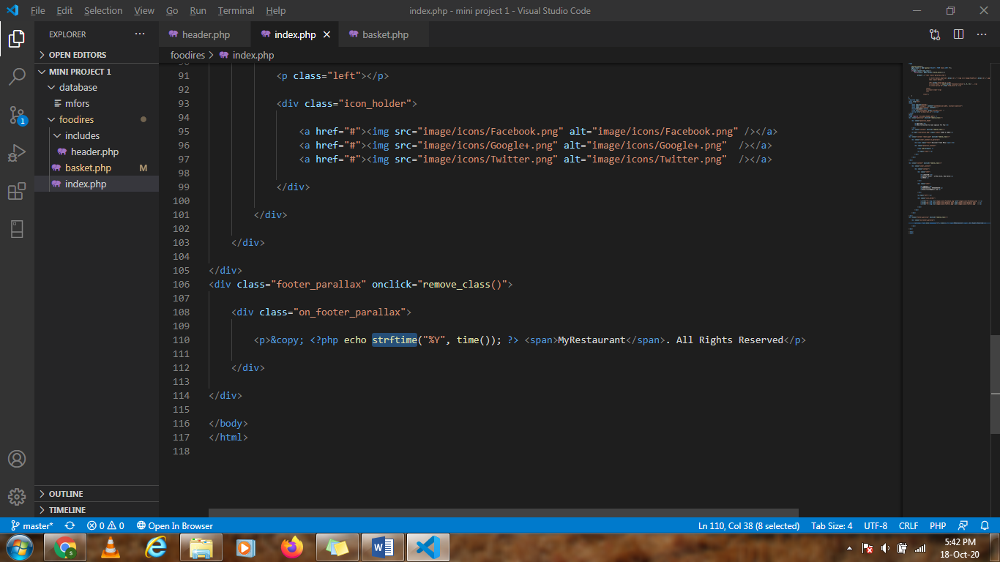 File Edit Selection View Go Run Terminal Help index.php - mini project 1 - Visual Studio Code
EXPLORER
OPEN EDITORS
MINI PROJECT 1
database
mfors
foodires
includes
header.php
basket.php M
index.php
OUTLINE
TIMELINE
1
header.php index.php basket.php
foodires > index.php
91 <p class="left"></p>
92
93 <div class="icon_holder">
94
95 <a href="#"><img src="image/icons/Facebook.png" alt="image/icons/Facebook.png" /></a>
96 <a href="#"><img src="image/icons/Google+.png" alt="image/icons/Google+.png"  /></a>
97 <a href="#"><img src="image/icons/Twitter.png" alt="image/icons/Twitter.png"  /></a>
98
99 </div>
100
101 </div>
102
103 </div>
104
105 </div>
106 <div class="footer_parallax" onclick="remove_class()">
107
108 <div class="on_footer_parallax">
109
110 <p>&copy; <?php echo strftime("%Y", time()); ?> <span>MyRestaurant</span>. All Rights Reserved</p>
111
112 </div>
113
114 </div>
115
116 </body>
117 </html>
118
master* 0 0 Open In Browser Ln 110, Col 38 (8 selected) Tab Size: 4 UTF-8 CRLF PHP
5:42 PM
18-Oct-20